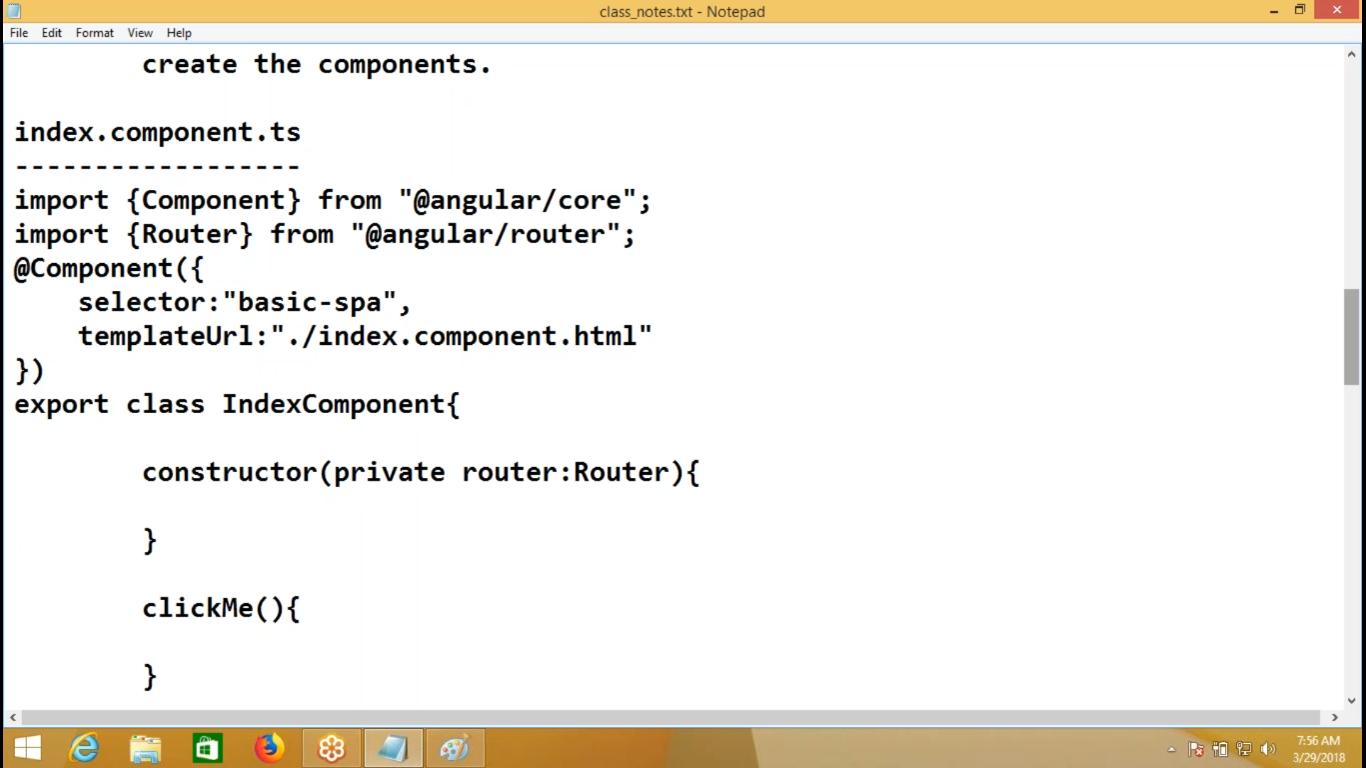 class_notes.txt - Notepad
File Edit Format View Help
create the components.
index.component.ts
------------------
import {Component} from "@angular/core";
import {Router} from "@angular/router";
@Component({
selector:"basic-spa",
templateUrl:"./index.component.html"
})
export class IndexComponent{
constructor(private router:Router){
}
clickMe(){
}
7:56 AM
3/29/2018